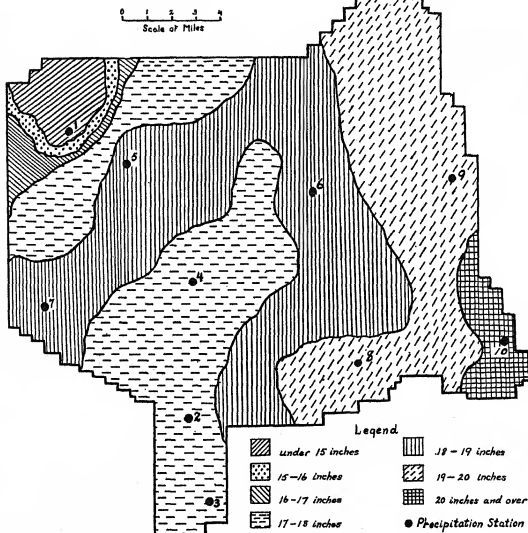 0 1 2 3 4
Scale of Miles
1
5
9
6
4
7
10
8
2
3
Legend
under 15 inches
15-16 inches
16-17 inches
17-18 inches
18-19 inches
19-20 inches
20 inches and over
Precipitation Station